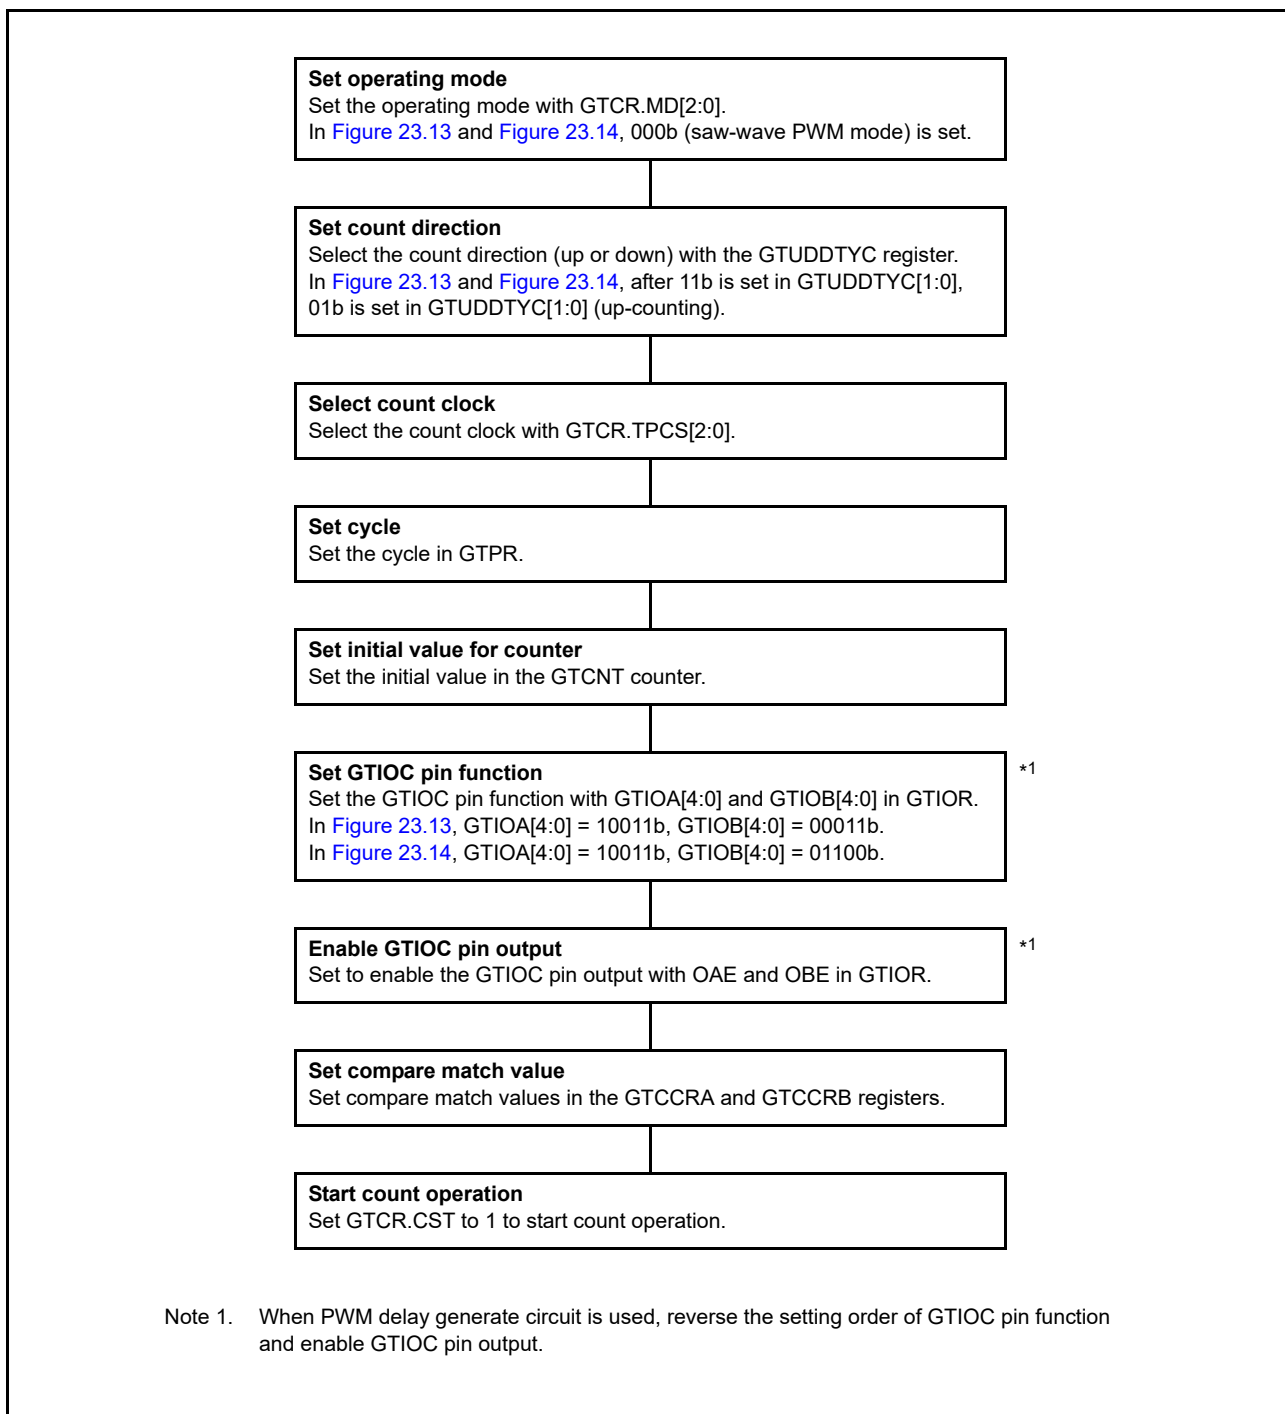 Set operating mode
Set the operating mode with GTCR.MD[2:0].
In Figure 23.13 and Figure 23.14, 000b (saw-wave PWM mode) is set.
Set count direction
Select the count direction (up or down) with the GTUDDTYC register.
In Figure 23.13 and Figure 23.14, after 11b is set in GTUDDTYC[1:0],
01b is set in GTUDDTYC[1:0] (up-counting).
Select count clock
Select the count clock with GTCR.TPCS[2:0].
Set cycle
Set the cycle in GTPR.
Set initial value for counter
Set the initial value in the GTCNT counter.
Set GTIOC pin function *1
Set the GTIOC pin function with GTIOA[4:0] and GTIOB[4:0] in GTIOR.
In Figure 23.13, GTIOA[4:0] = 10011b, GTIOB[4:0] = 00011b.
In Figure 23.14, GTIOA[4:0] = 10011b, GTIOB[4:0] = 01100b.
Enable GTIOC pin output *1
Set to enable the GTIOC pin output with OAE and OBE in GTIOR.
Set compare match value
Set compare match values in the GTCCRA and GTCCRB registers.
Start count operation
Set GTCR.CST to 1 to start count operation.
Note 1. When PWM delay generate circuit is used, reverse the setting order of GTIOC pin function
and enable GTIOC pin output.